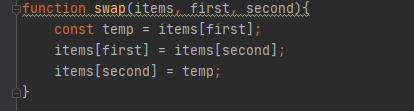 function swap(items, first, second){
    const temp = items[first];
    items[first] = items[second];
    items[second] = temp;
}